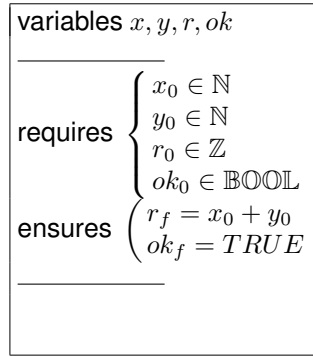 variables x, y, r, ok
requires
x₀ ∈ ℕ
y₀ ∈ ℕ
r₀ ∈ ℤ
ok₀ ∈ 𝔹𝕆𝕆𝕃
ensures
r_f = x₀ + y₀
ok_f = TRUE